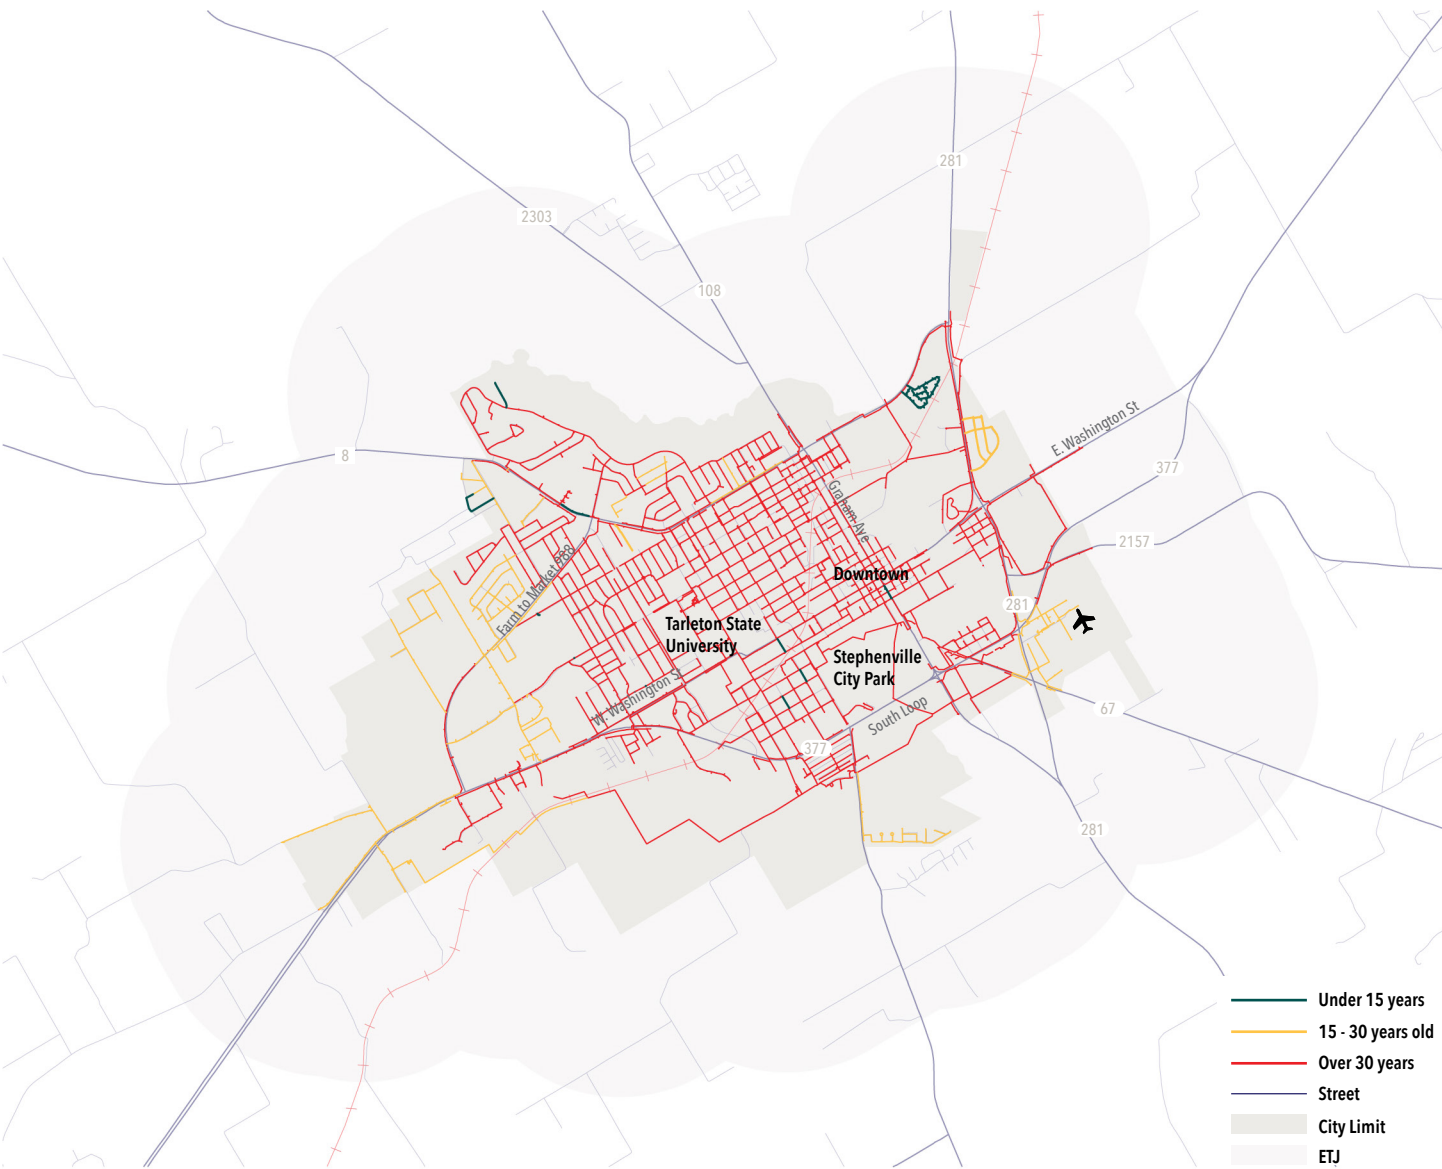 281
2303
108
8
E. Washington St
377
Graham Ave
2157
Farm to Market 988
Downtown
281
Tarleton State
University
Stephenville
City Park
W. Washington St
South Loop
67
377
281
Under 15 years
15 - 30 years old
Over 30 years
Street
City Limit
ETJ